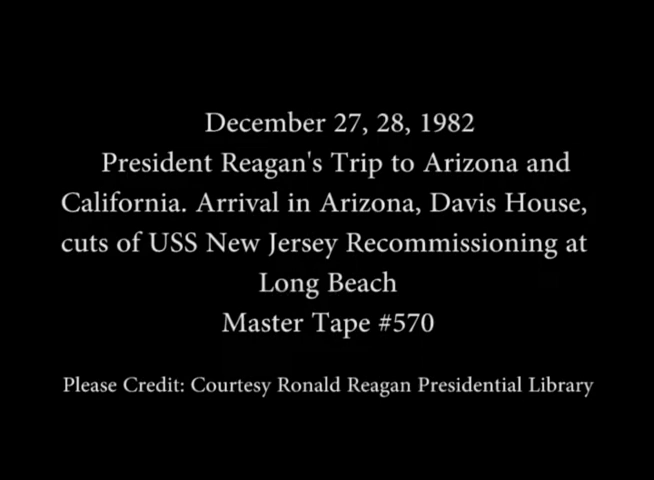 December 27, 28, 1982
President Reagan's Trip to Arizona and
California. Arrival in Arizona, Davis House,
cuts of USS New Jersey Recommissioning at
Long Beach
Master Tape #570
Please Credit: Courtesy Ronald Reagan Presidential Library